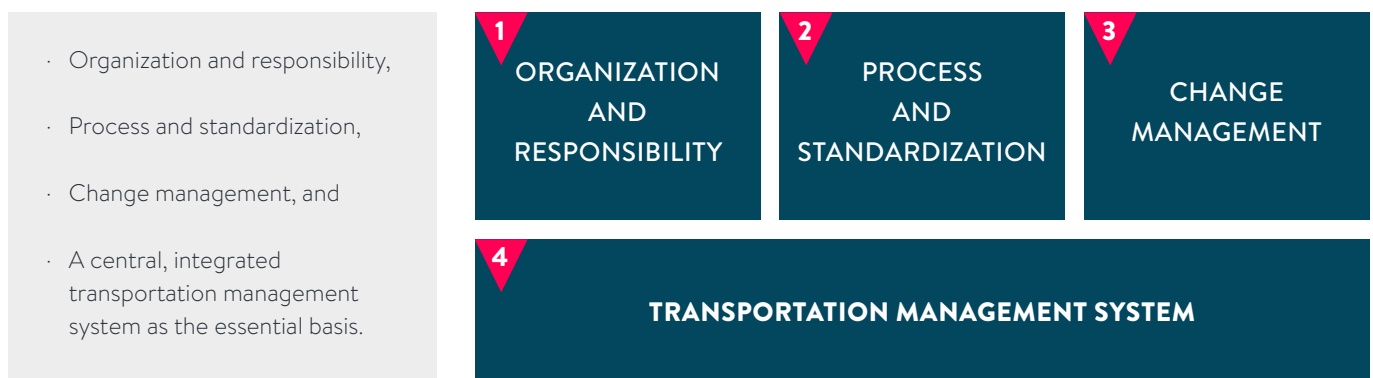 · Organization and responsibility,
· Process and standardization,
· Change management, and
· A central, integrated
transportation management
system as the essential basis.
1
ORGANIZATION
AND
RESPONSIBILITY
2
PROCESS
AND
STANDARDIZATION
3
CHANGE
MANAGEMENT
4
TRANSPORTATION MANAGEMENT SYSTEM